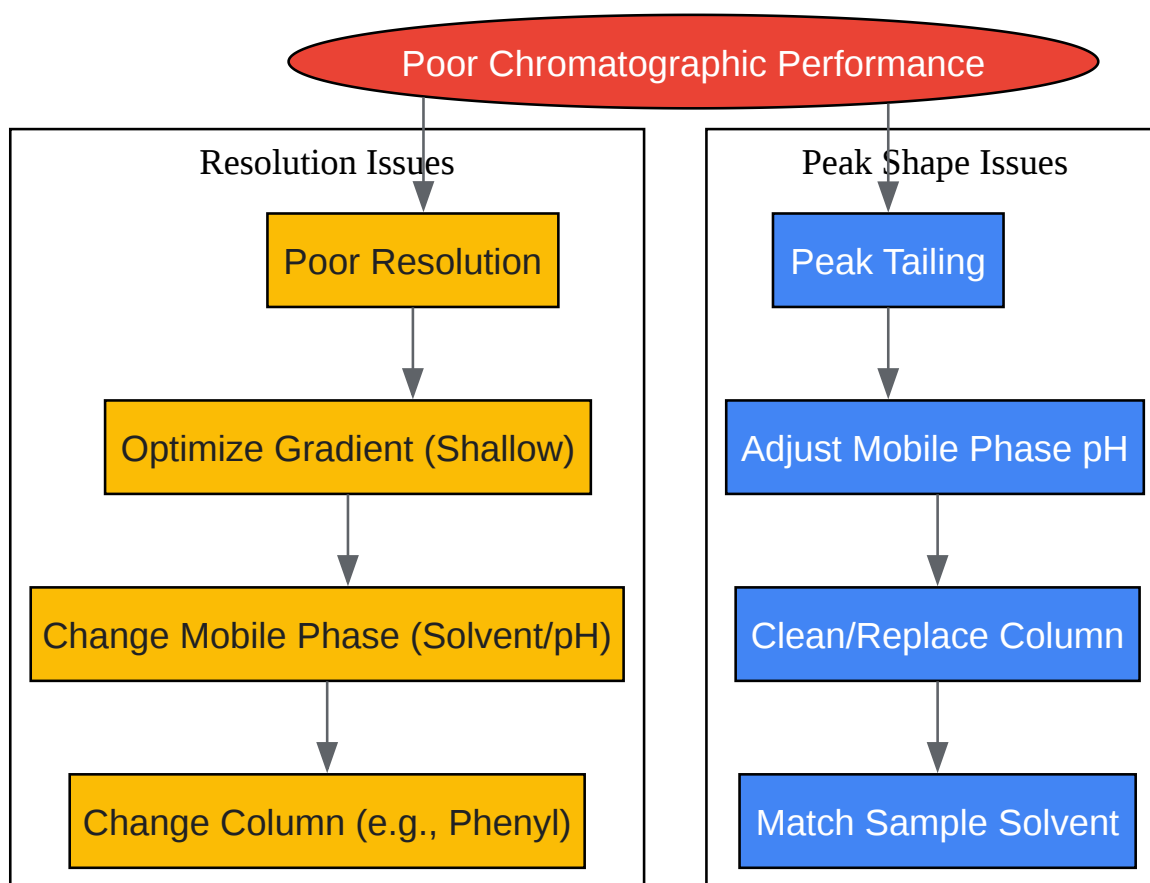 Poor Chromatographic Performance
Resolution Issues
Poor Resolution
Optimize Gradient (Shallow)
Change Mobile Phase (Solvent/pH)
Change Column (e.g., Phenyl)
Peak Shape Issues
Peak Tailing
Adjust Mobile Phase pH
Clean/Replace Column
Match Sample Solvent